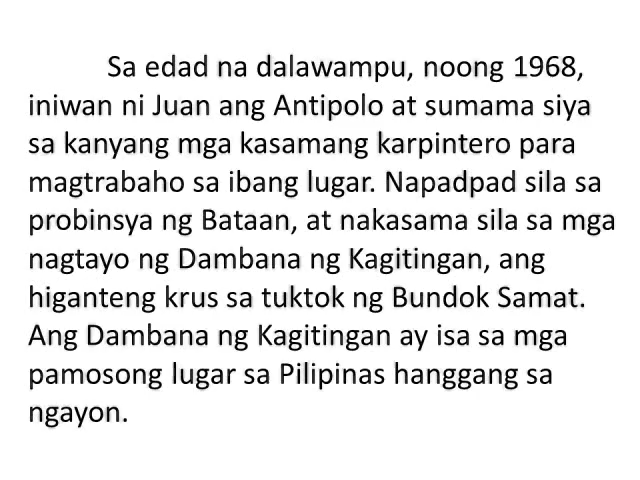 Sa edad na dalawampu, noong 1968,
iniwan ni Juan ang Antipolo at sumama siya
sa kanyang mga kasamang karpintero para
magtrabaho sa ibang lugar. Napadpad sila sa
probinsya ng Bataan, at nakasama sila sa mga
nagtayo ng Dambana ng Kagitingan, ang
higanteng krus sa tuktok ng Bundok Samat.
Ang Dambana ng Kagitingan ay isa sa mga
pamosong lugar sa Pilipinas hanggang sa
ngayon.